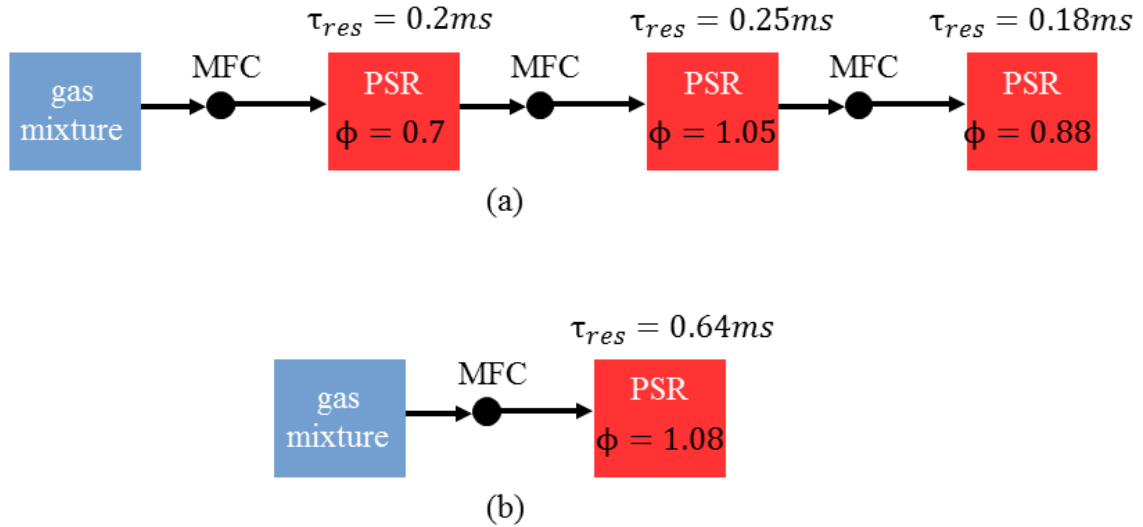 τres = 0.2ms
τres = 0.25ms
τres = 0.18ms
gas
mixture
MFC
PSR
ϕ = 0.7
MFC
PSR
ϕ = 1.05
MFC
PSR
ϕ = 0.88
(a)
τres = 0.64ms
gas
mixture
MFC
PSR
ϕ = 1.08
(b)